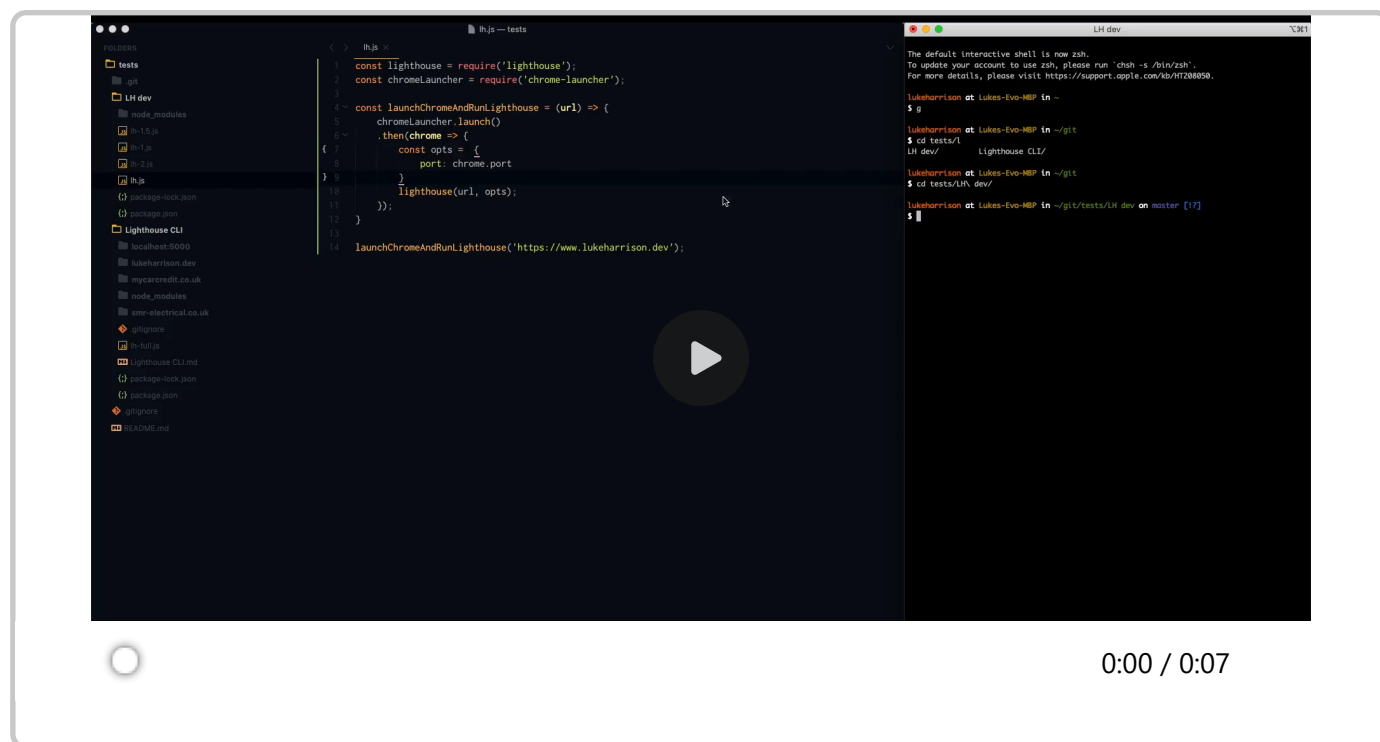 lh.js — tests
FOLDERS
tests
.git
LH dev
node_modules
lh-1.5.js
lh-1.js
lh-2.js
lh.js
package-lock.json
package.json
Lighthouse CLI
localhost:5000
lukeharrison.dev
mycarcredit.co.uk
node_modules
smr-electrical.co.uk
.gitignore
lh-full.js
Lighthouse CLI.md
package-lock.json
package.json
.gitignore
README.md
lh.js ×
1 const lighthouse = require('lighthouse');
2 const chromeLauncher = require('chrome-launcher');
3
4 const launchChromeAndRunLighthouse = (url) => {
5 chromeLauncher.launch()
6 .then(chrome => {
{ 7 const opts = {
8 port: chrome.port
} 9 }
10 lighthouse(url, opts);
11 });
12 }
13
14 launchChromeAndRunLighthouse('https://www.lukeharrison.dev');
LH dev
⌥⌘1
The default interactive shell is now zsh.
To update your account to use zsh, please run `chsh -s /bin/zsh`.
For more details, please visit https://support.apple.com/kb/HT208050.
lukeharrison at Lukes-Evo-MBP in ~
$ g
lukeharrison at Lukes-Evo-MBP in ~/git
$ cd tests/l
LH dev/ Lighthouse CLI/
lukeharrison at Lukes-Evo-MBP in ~/git
$ cd tests/LH\ dev/
lukeharrison at Lukes-Evo-MBP in ~/git/tests/LH dev on master [!?]
$
0:00 / 0:07